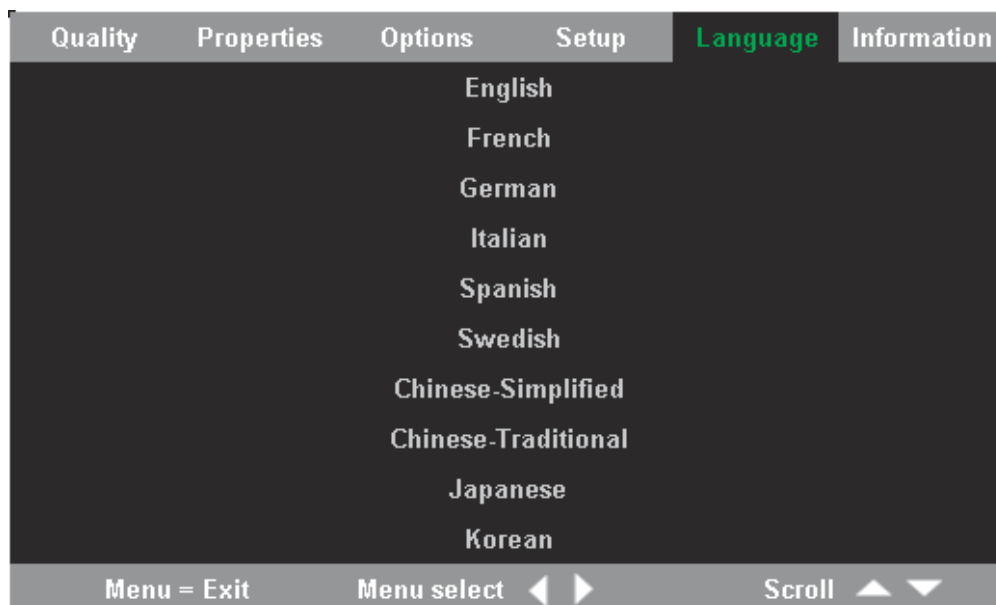 Quality Properties Options Setup Language Information
English
French
German
Italian
Spanish
Swedish
Chinese-Simplified
Chinese-Traditional
Japanese
Korean
Menu = Exit Menu select Scroll